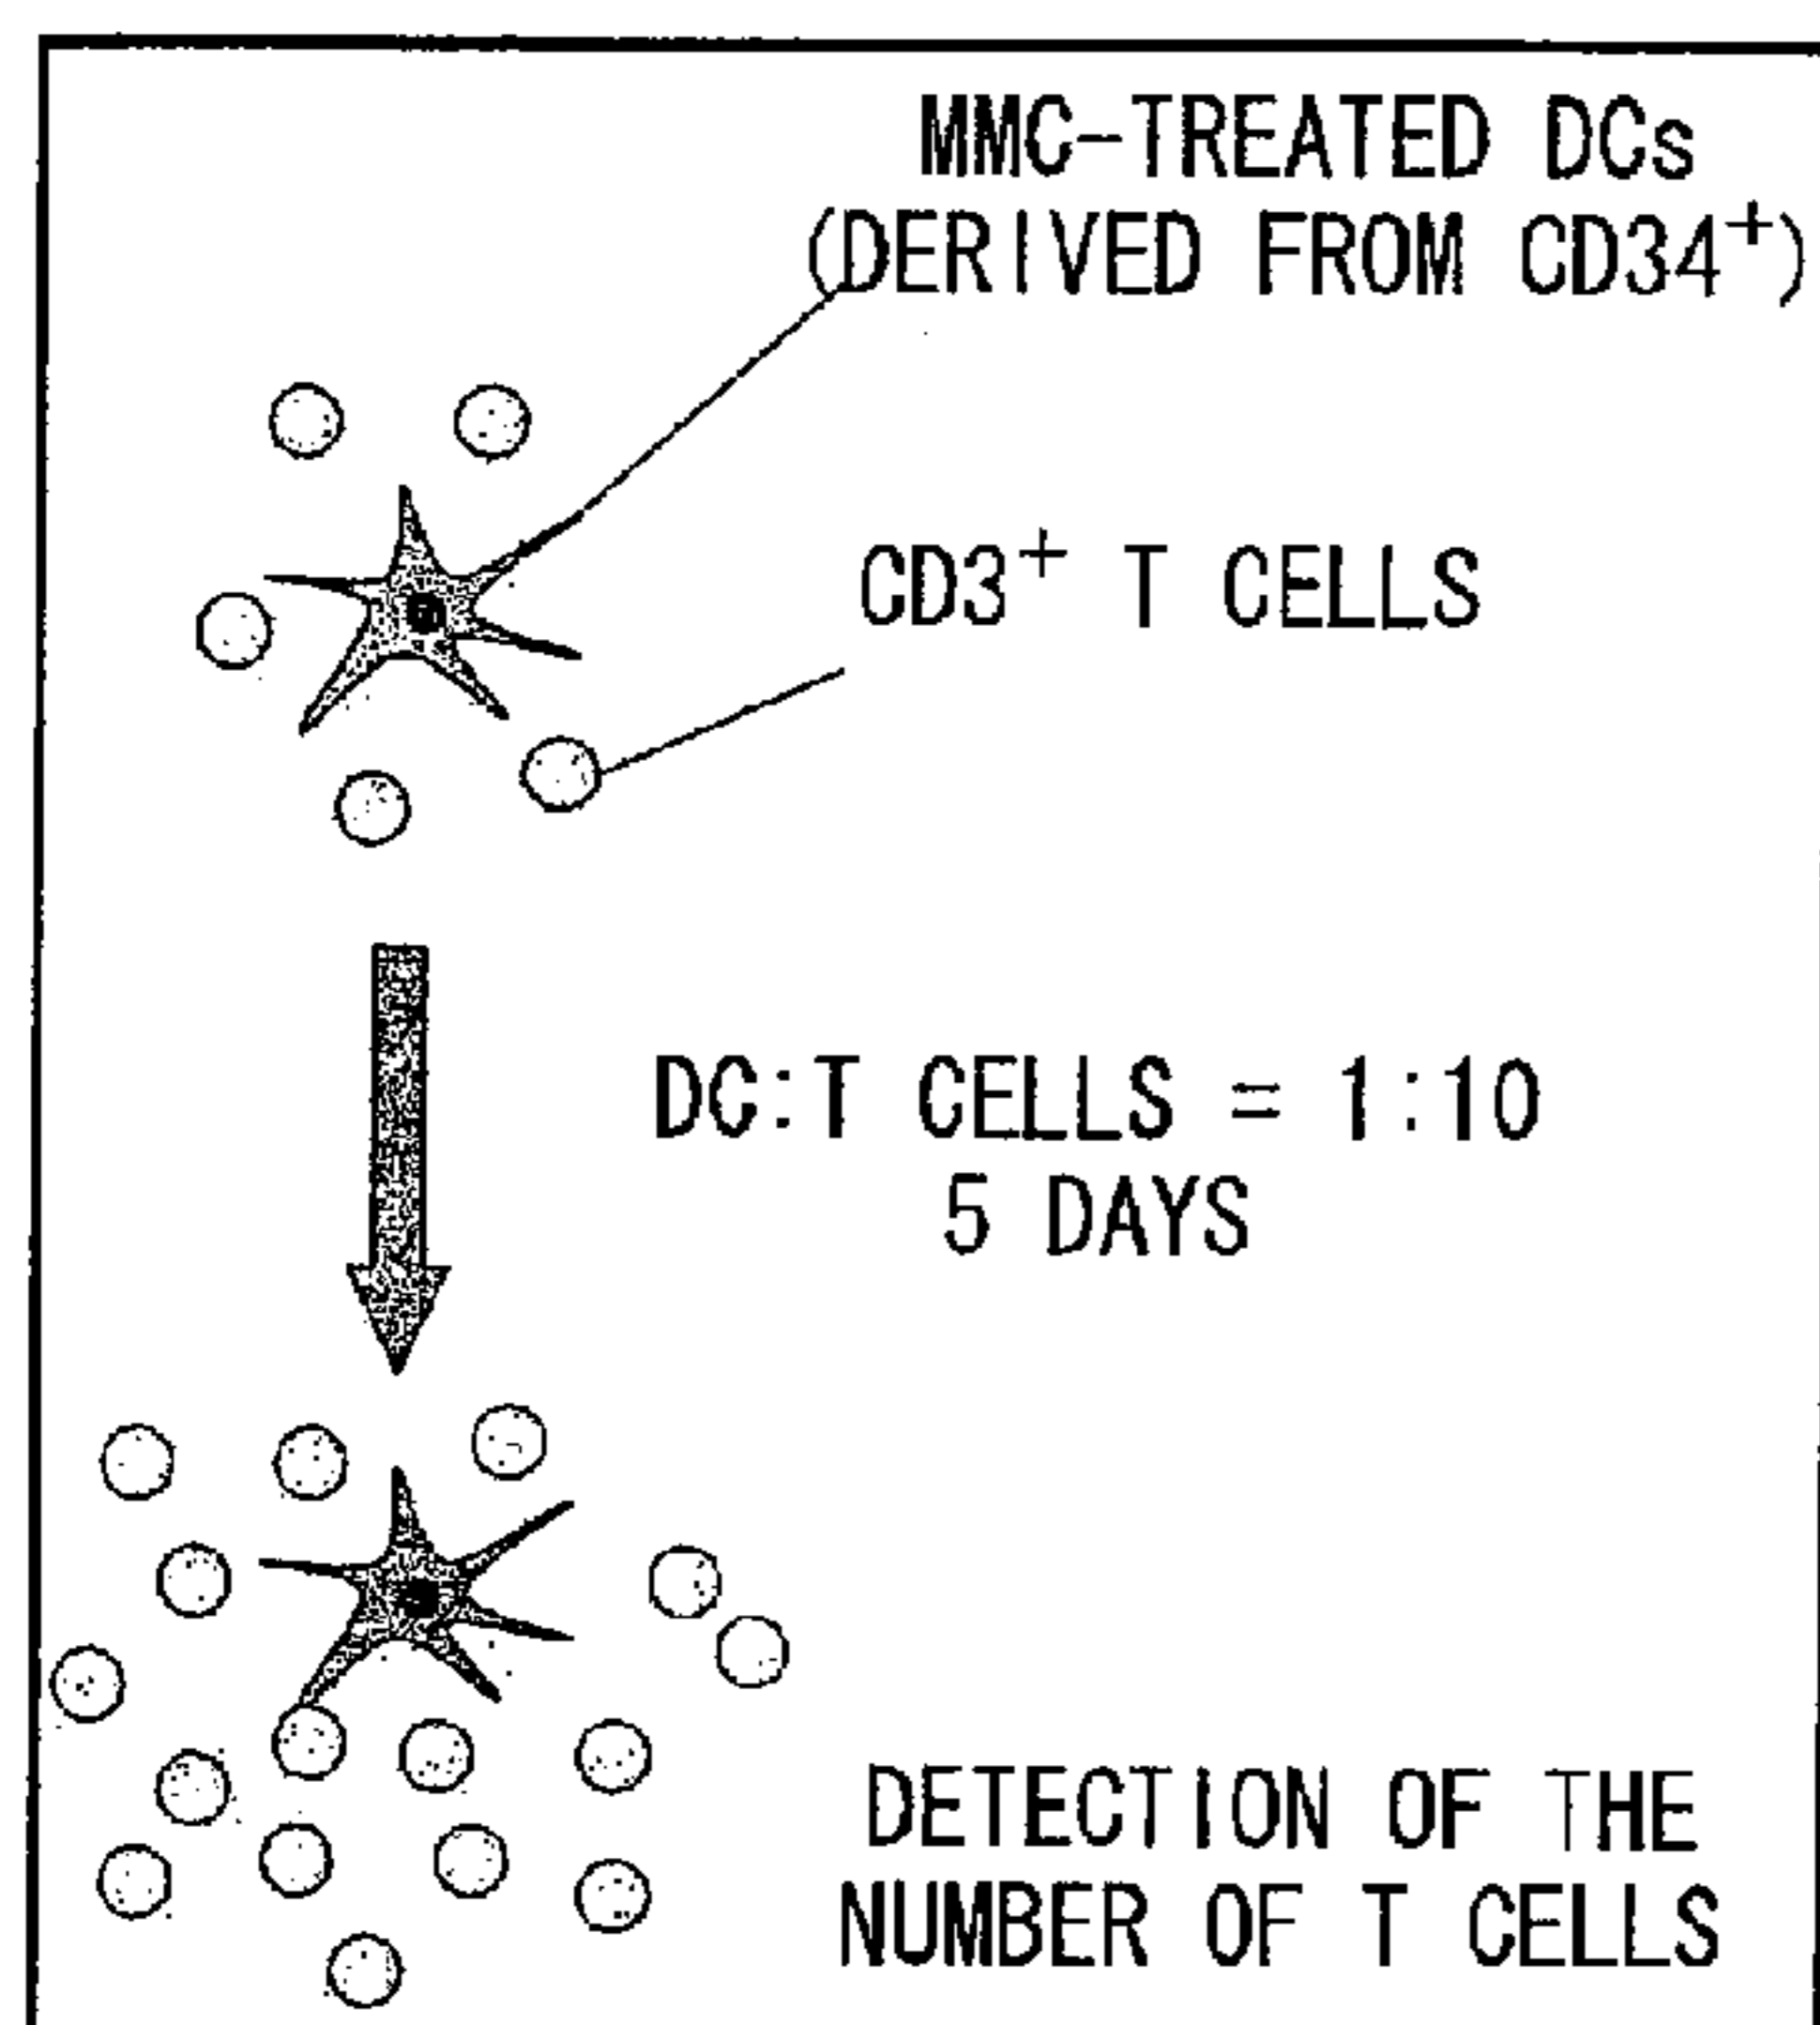 MMC-TREATED DCs
(DERIVED FROM CD34⁺)
CD3⁺ T CELLS
DC:T CELLS = 1:10
5 DAYS
DETECTION OF THE
NUMBER OF T CELLS